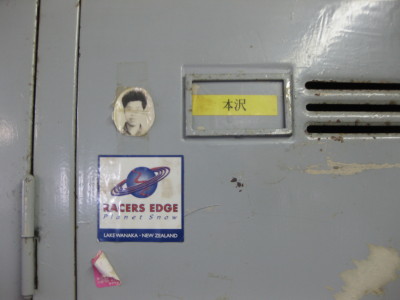 本沢
RACERS EDGE
Planet Snow
LAKE WANAKA · NEW ZEALAND